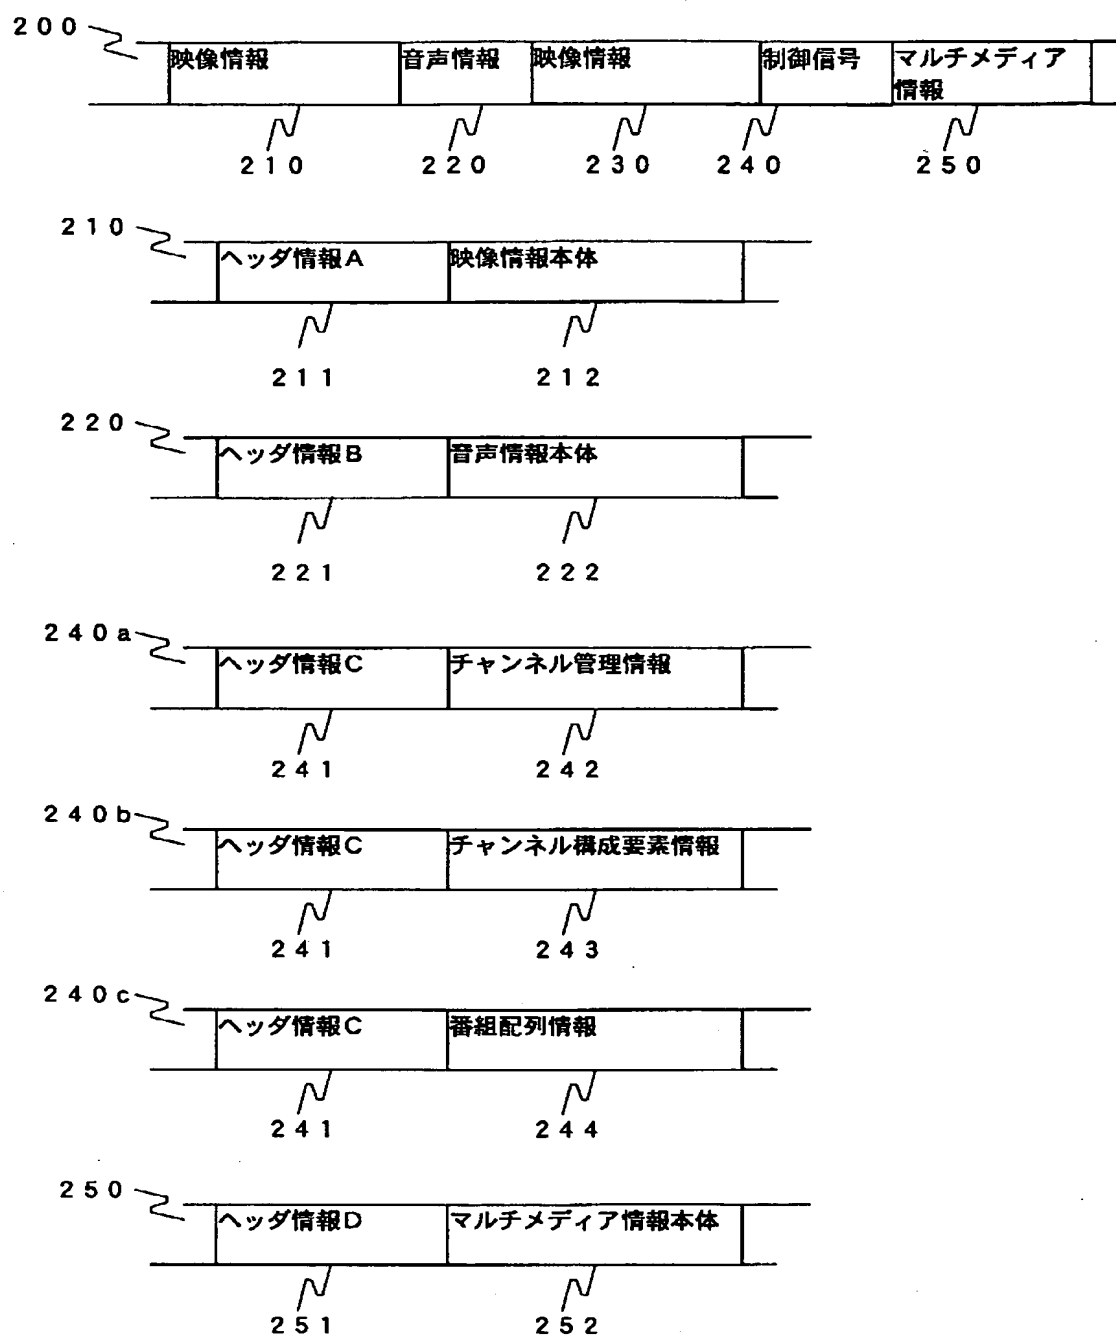 ２００
映像情報 音声情報 映像情報 制御信号 マルチメディア
情報
２１０ ２２０ ２３０ ２４０ ２５０
２１０
ヘッダ情報Ａ 映像情報本体
２１１ ２１２
２２０
ヘッダ情報Ｂ 音声情報本体
２２１ ２２２
２４０a
ヘッダ情報Ｃ チャンネル管理情報
２４１ ２４２
２４０b
ヘッダ情報Ｃ チャンネル構成要素情報
２４１ ２４３
２４０c
ヘッダ情報Ｃ 番組配列情報
２４１ ２４４
２５０
ヘッダ情報Ｄ マルチメディア情報本体
２５１ ２５２